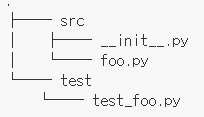 .
├── src
│   ├── __init__.py
│   └── foo.py
└── test
    └── test_foo.py